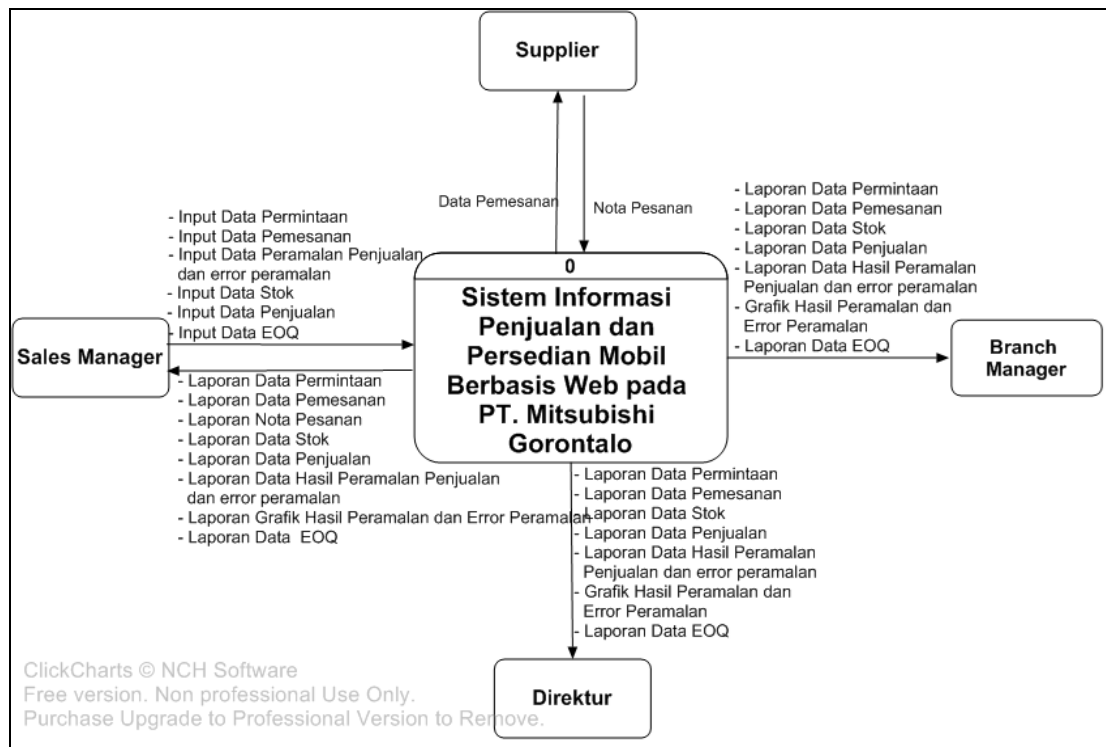 Supplier
Data Pemesanan
Nota Pesanan
- Input Data Permintaan
- Input Data Pemesanan
- Input Data Peramalan Penjualan
dan error peramalan
- Input Data Stok
- Input Data Penjualan
- Input Data EOQ
Sales Manager
- Laporan Data Permintaan
- Laporan Data Pemesanan
- Laporan Nota Pesanan
- Laporan Data Stok
- Laporan Data Penjualan
- Laporan Data Hasil Peramalan Penjualan
dan error peramalan
- Laporan Grafik Hasil Peramalan dan Error Peramalan
- Laporan Data EOQ
0
Sistem Informasi
Penjualan dan
Persedian Mobil
Berbasis Web pada
PT. Mitsubishi
Gorontalo
- Laporan Data Permintaan
- Laporan Data Pemesanan
- Laporan Data Stok
- Laporan Data Penjualan
- Laporan Data Hasil Peramalan
Penjualan dan error peramalan
- Grafik Hasil Peramalan dan
Error Peramalan
- Laporan Data EOQ
Branch
Manager
- Laporan Data Permintaan
- Laporan Data Pemesanan
- Laporan Data Stok
- Laporan Data Penjualan
- Laporan Data Hasil Peramalan
Penjualan dan error peramalan
- Grafik Hasil Peramalan dan
Error Peramalan
- Laporan Data EOQ
Direktur
ClickCharts © NCH Software
Free version. Non professional Use Only.
Purchase Upgrade to Professional Version to Remove.